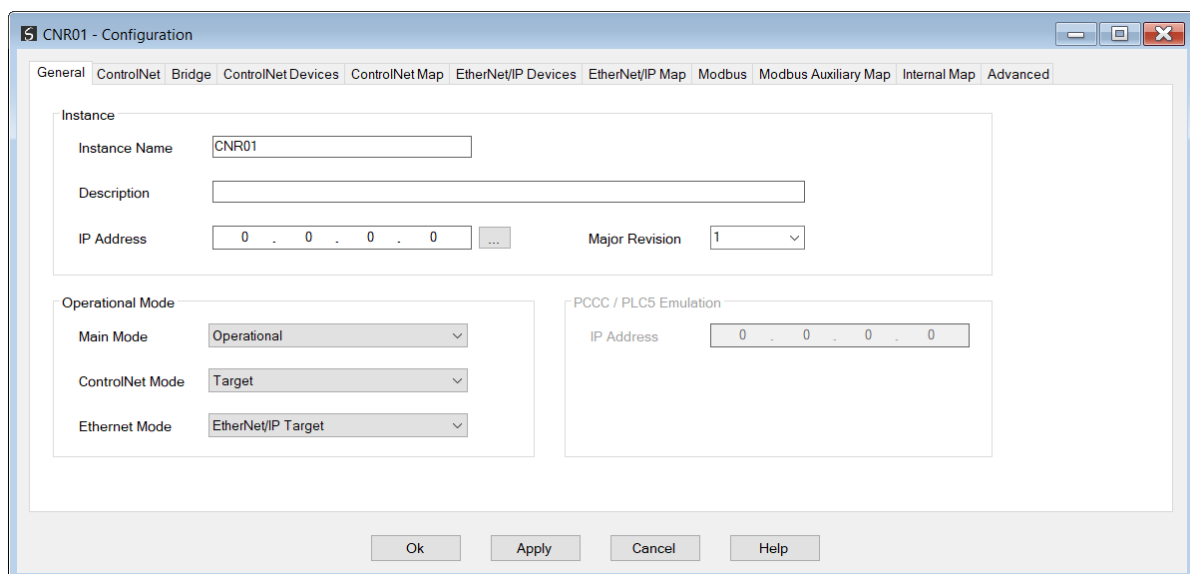 CNR01 - Configuration
General ControlNet Bridge ControlNet Devices ControlNet Map EtherNet/IP Devices EtherNet/IP Map Modbus Modbus Auxiliary Map Internal Map Advanced
Instance
Instance Name CNR01
Description
IP Address 0 . 0 . 0 . 0 ... Major Revision 1
Operational Mode PCCC / PLC5 Emulation
Main Mode Operational IP Address 0 . 0 . 0 . 0
ControlNet Mode Target
Ethernet Mode EtherNet/IP Target
Ok Apply Cancel Help